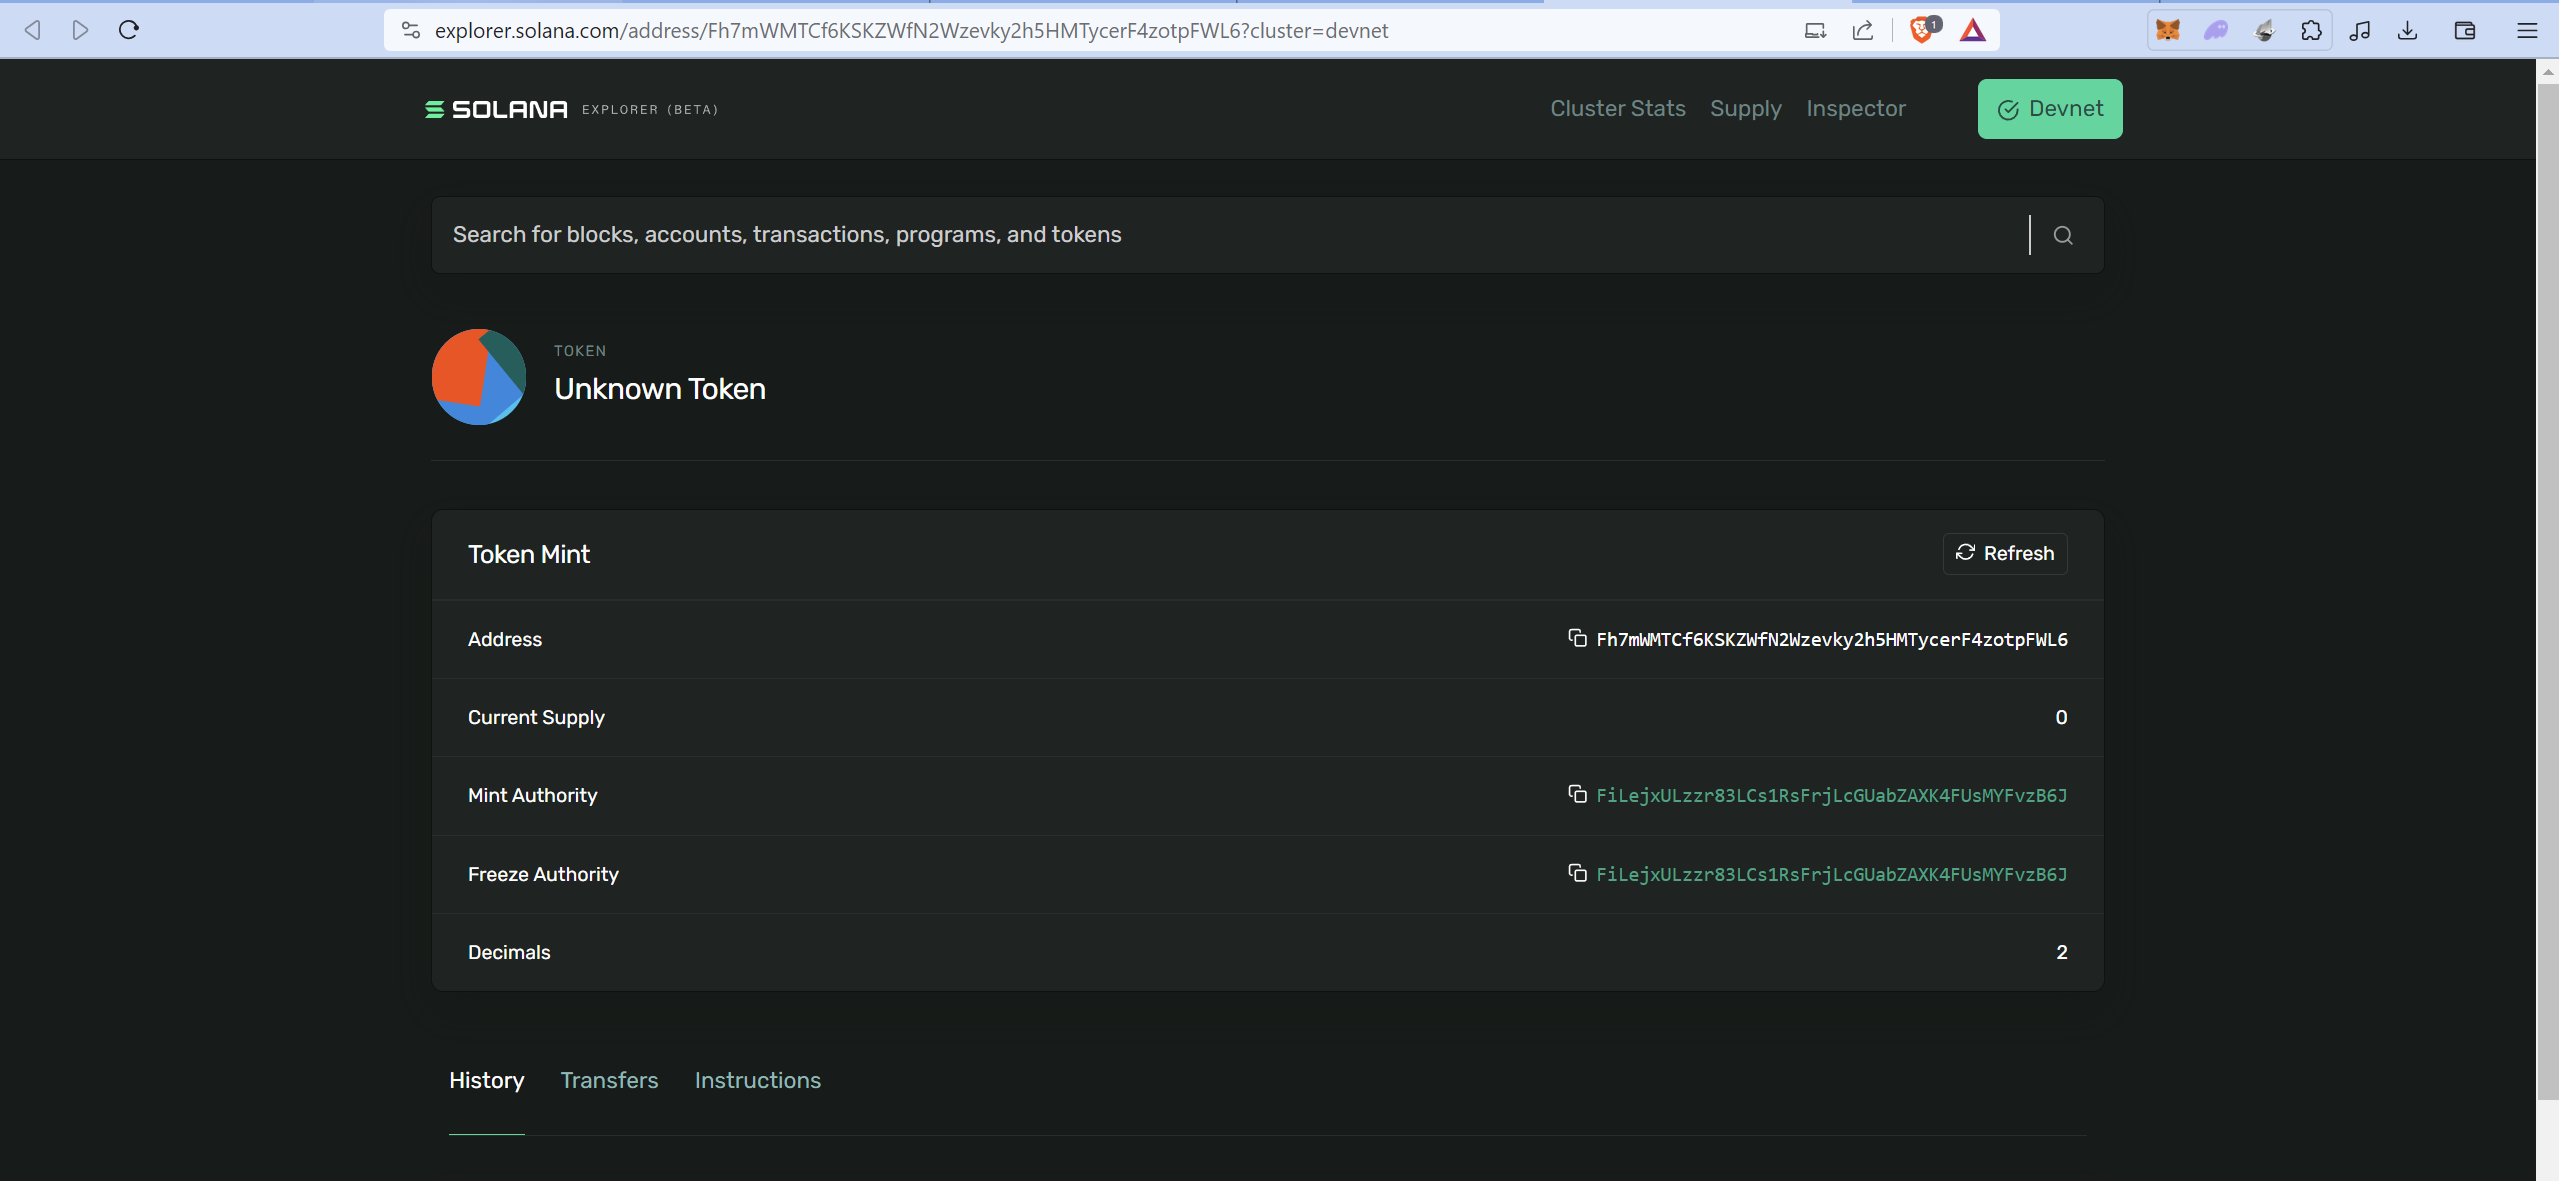 explorer.solana.com/address/Fh7mWMTCf6KSKZWfN2Wzevky2h5HMTycerF4zotpFWL6?cluster=devnet
1
SOLANA EXPLORER (BETA)
Cluster Stats Supply Inspector Devnet
Search for blocks, accounts, transactions, programs, and tokens
TOKEN
Unknown Token
Token Mint Refresh
Address Fh7mWMTCf6KSKZWfN2Wzevky2h5HMTycerF4zotpFWL6
Current Supply 0
Mint Authority FiLejxULzzr83LCs1RsFrjLcGUabZAXK4FUsMYFvzB6J
Freeze Authority FiLejxULzzr83LCs1RsFrjLcGUabZAXK4FUsMYFvzB6J
Decimals 2
History Transfers Instructions